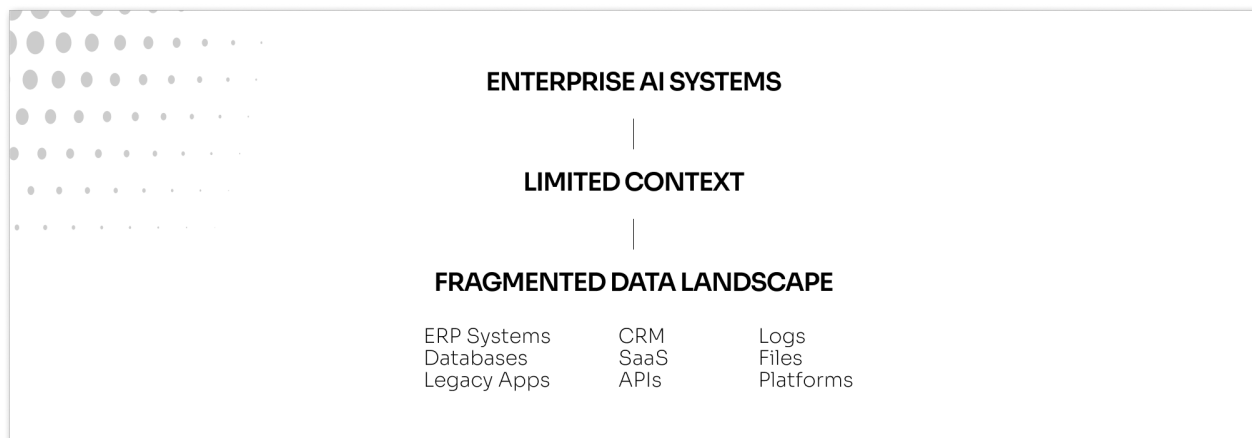 ENTERPRISE AI SYSTEMS
LIMITED CONTEXT
FRAGMENTED DATA LANDSCAPE
ERP Systems
Databases
Legacy Apps
CRM
SaaS
APIs
Logs
Files
Platforms